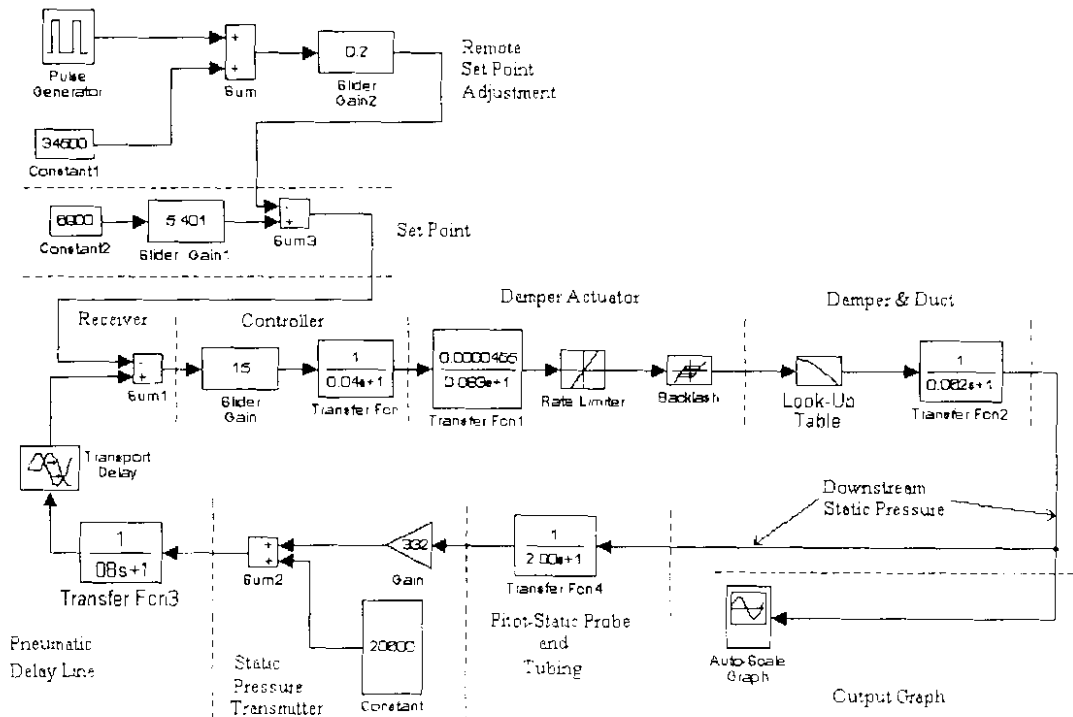 Pulse
Generator
+
+
Sum
0.2
Slider
Gain2
Remote
Set Point
Adjustment
34500
Constant1
Constant2
5.401
Slider Gain1
-
+
Sum3
Set Point
Receiver
Controller
Damper Actuator
Damper & Duct
-
+
Sum1
15
Slider
Gain
1
0.04s+1
Transfer Fcn
0.083s+1
Transfer Fcn1
Rate Limiter
Backlash
Look-Up
Table
1
0.082s+1
Transfer Fcn2
Transport
Delay
Downstream
Static Pressure
1
.08s+1
Transfer Fcn3
+
+
Sum2
332
Gain
1
Transfer Fcn4
Pneumatic
Delay Line
Static
Pressure
Transmitter
20000
Constant
Pitot-Static Probe
and
Tubing
Auto-Scale
Graph
Output Graph